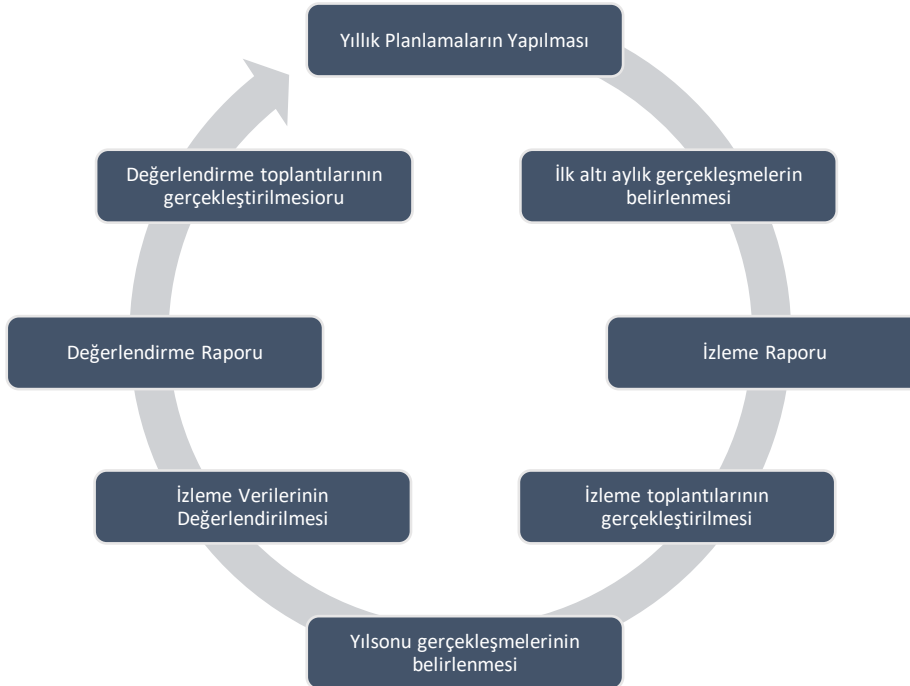 Yıllık Planlamaların Yapılması
İlk altı aylık gerçekleşmelerin
belirlenmesi
İzleme Raporu
İzleme toplantılarının
gerçekleştirilmesi
Yılsonu gerçekleşmelerinin
belirlenmesi
İzleme Verilerinin
Değerlendirilmesi
Değerlendirme Raporu
Değerlendirme toplantılarının
gerçekleştirilmesioru